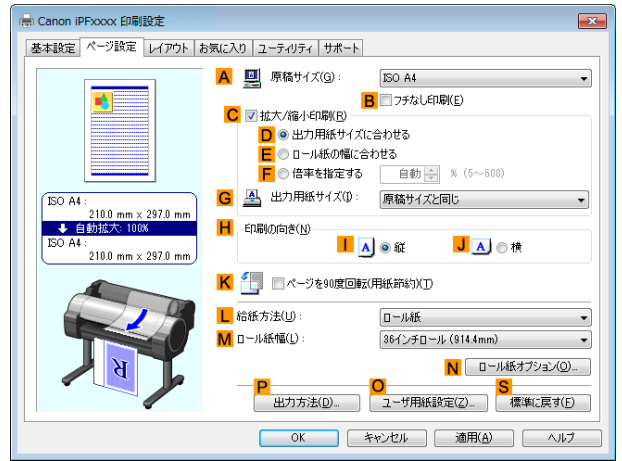 Canon iPFxxxx 印刷設定
基本設定 ページ設定 レイアウト お気に入り ユーティリティ サポート
A 原稿サイズ(G): ISO A4
B フチなし印刷(E)
C 拡大/縮小印刷(R)
D 出力用紙サイズに合わせる
E ロール紙の幅に合わせる
F 倍率を指定する 自動 % (5～600)
G 出力用紙サイズ(I): 原稿サイズと同じ
ISO A4 :
210.0 mm x 297.0 mm
自動拡大: 100%
ISO A4 :
210.0 mm x 297.0 mm
H 印刷の向き(N)
I A 縦 J A 横
K ページを90度回転(用紙節約)(T)
L 給紙方法(U): ロール紙
M ロール紙幅(L): 36インチロール (914.4mm)
R
N ロール紙オプション(O)...
P 出力方法(D)... O ユーザ用紙設定(Z)... S 標準に戻す(F)
OK キャンセル 適用(A) ヘルプ